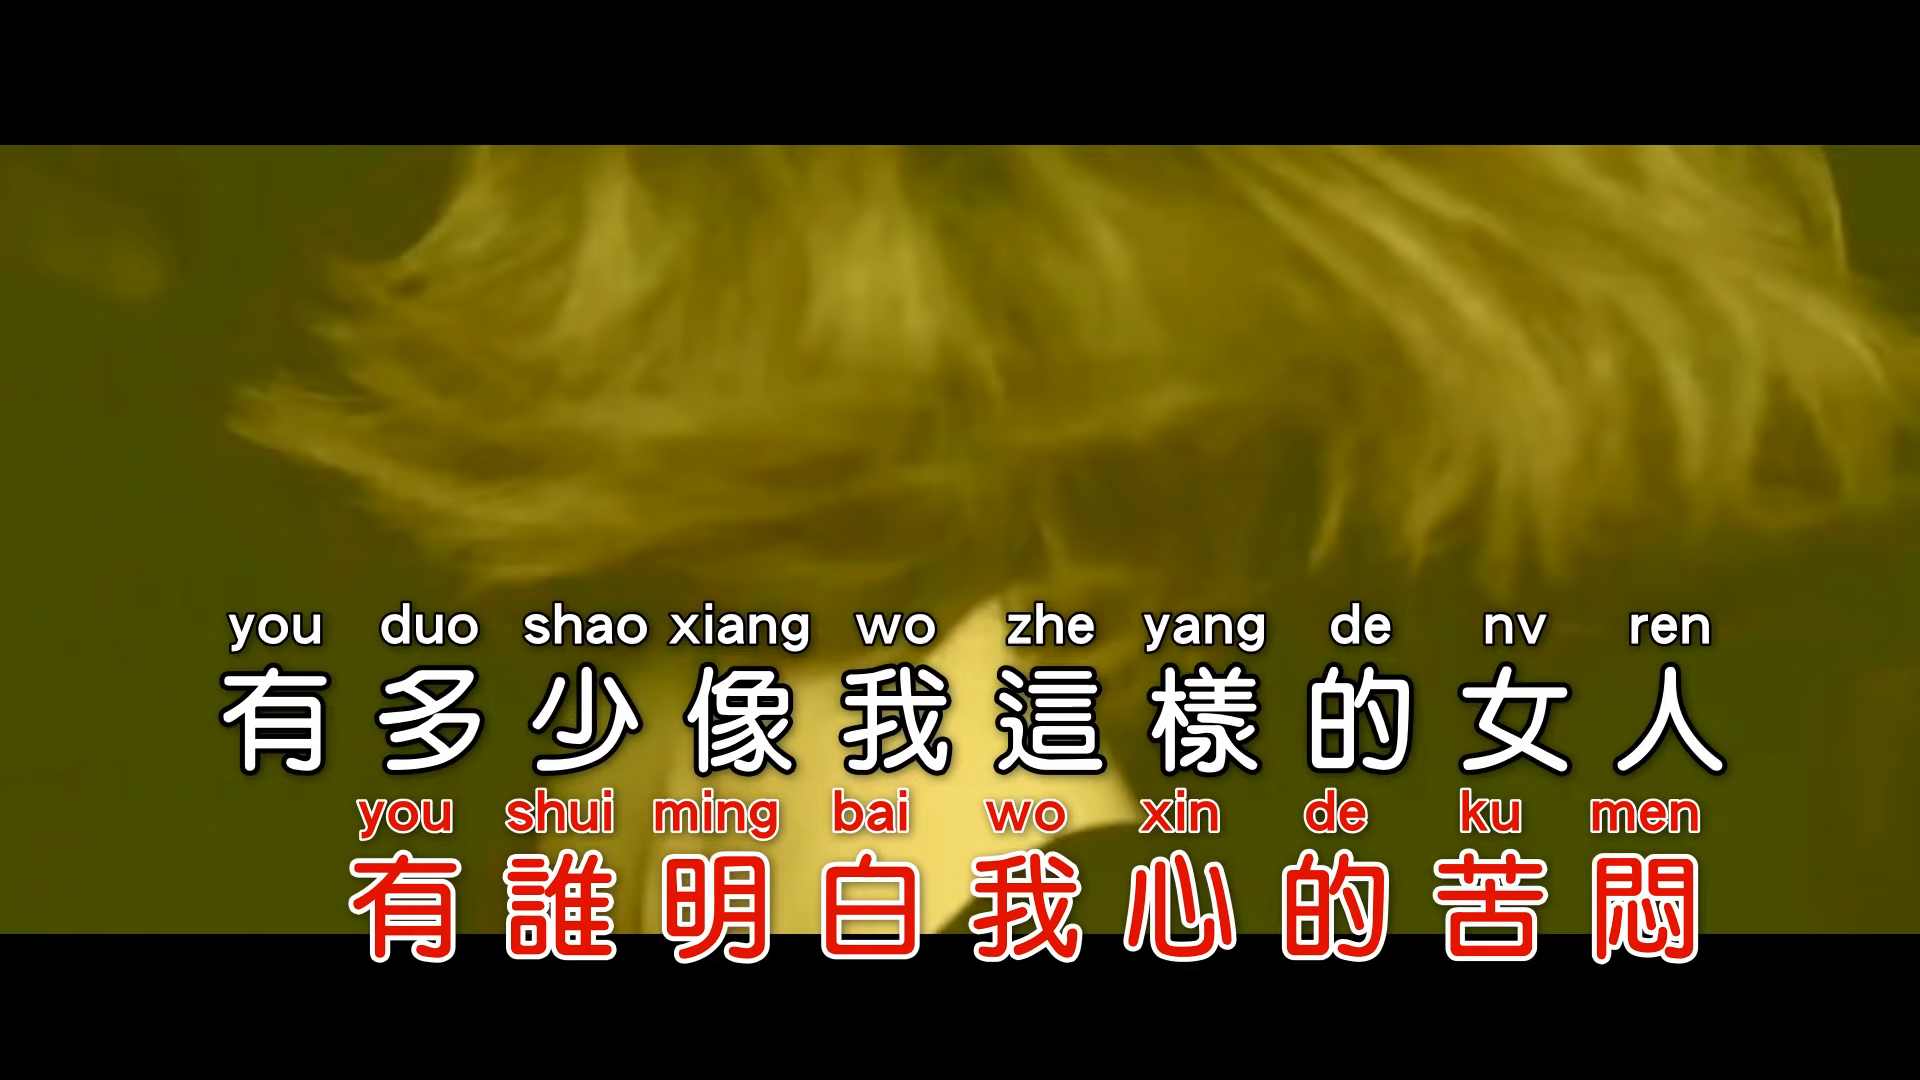 you duo shao xiang wo zhe yang de nv ren
有多少像我這樣的女人
you shui ming bai wo xin de ku men
有誰明白我心的苦悶